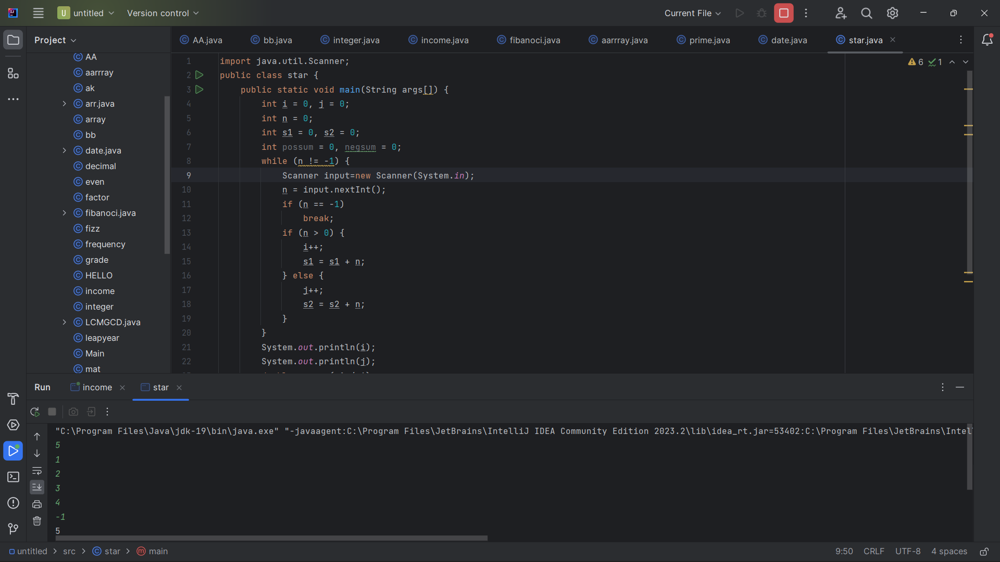 U untitled Version control Current File
Project
AA.java bb.java integer.java income.java fibanoci.java aarrray.java prime.java date.java star.java
AA
aarrray
ak
arr.java
array
bb
date.java
decimal
even
factor
fibanoci.java
fizz
frequency
grade
HELLO
income
integer
LCMGCD.java
leapyear
Main
mat
6 1
1 import java.util.Scanner;
2 public class star {
3 public static void main(String args[]) {
4 int i = 0, j = 0;
5 int n = 0;
6 int s1 = 0, s2 = 0;
7 int possum = 0, negsum = 0;
8 while (n != -1) {
9 Scanner input=new Scanner(System.in);
10 n = input.nextInt();
11 if (n == -1)
12 break;
13 if (n > 0) {
14 i++;
15 s1 = s1 + n;
16 } else {
17 j++;
18 s2 = s2 + n;
19 }
20 }
21 System.out.println(i);
22 System.out.println(j);
Run income star
"C:\Program Files\Java\jdk-19\bin\java.exe" "-javaagent:C:\Program Files\JetBrains\IntelliJ IDEA Community Edition 2023.2\lib\idea_rt.jar=53402:C:\Program Files\JetBrains\Intel
5
1
2
3
4
-1
5
untitled > src > star > main 9:50 CRLF UTF-8 4 spaces